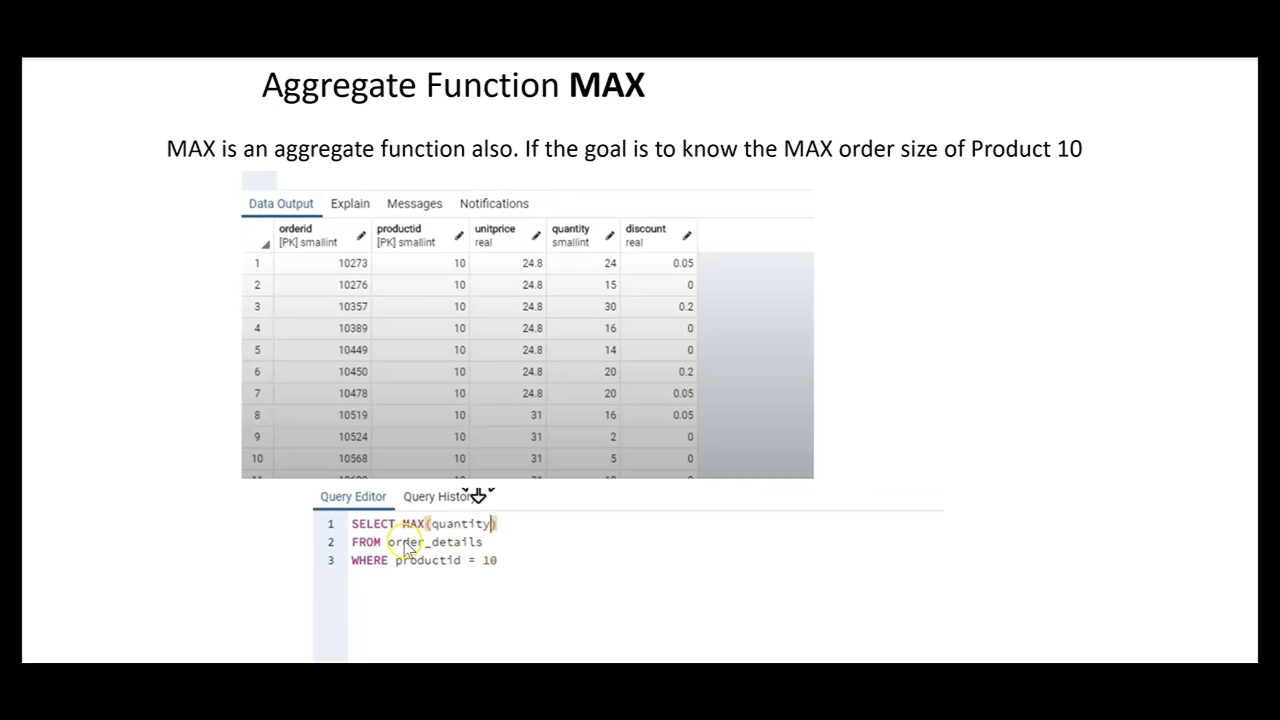 Aggregate Function MAX
MAX is an aggregate function also. If the goal is to know the MAX order size of Product 10
Data Output Explain Messages Notifications
orderid productid unitprice quantity discount
[PK] smallint [PK] smallint real smallint real
1 10273 10 24.8 24 0.05
2 10276 10 24.8 15 0
3 10357 10 24.8 30 0.2
4 10389 10 24.8 16 0
5 10449 10 24.8 14 0
6 10450 10 24.8 20 0.2
7 10478 10 24.8 20 0.05
8 10519 10 31 16 0.05
9 10524 10 31 2 0
10 10568 10 31 5 0
Query Editor Query History
1 SELECT MAX(quantity)
2 FROM order_details
3 WHERE productid = 10